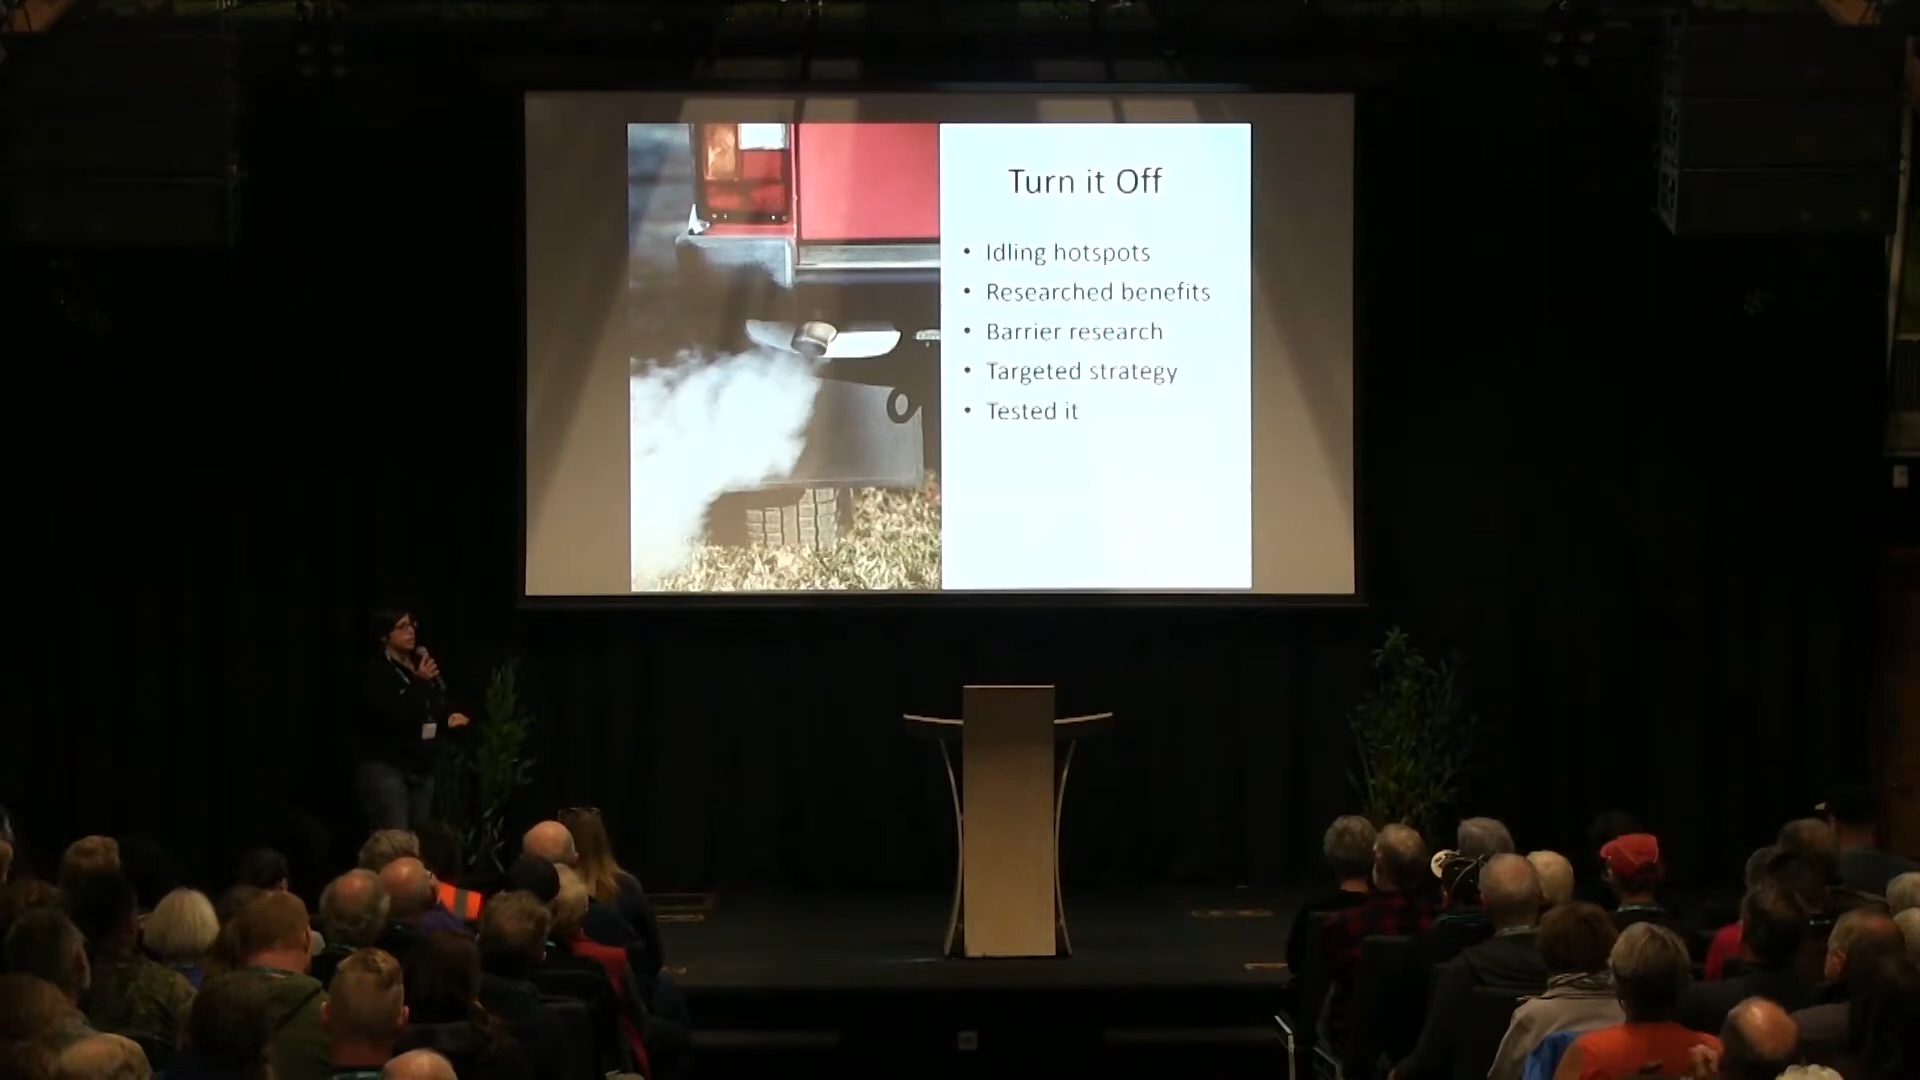 Turn it Off
• Idling hotspots
• Researched benefits
• Barrier research
• Targeted strategy
• Tested it